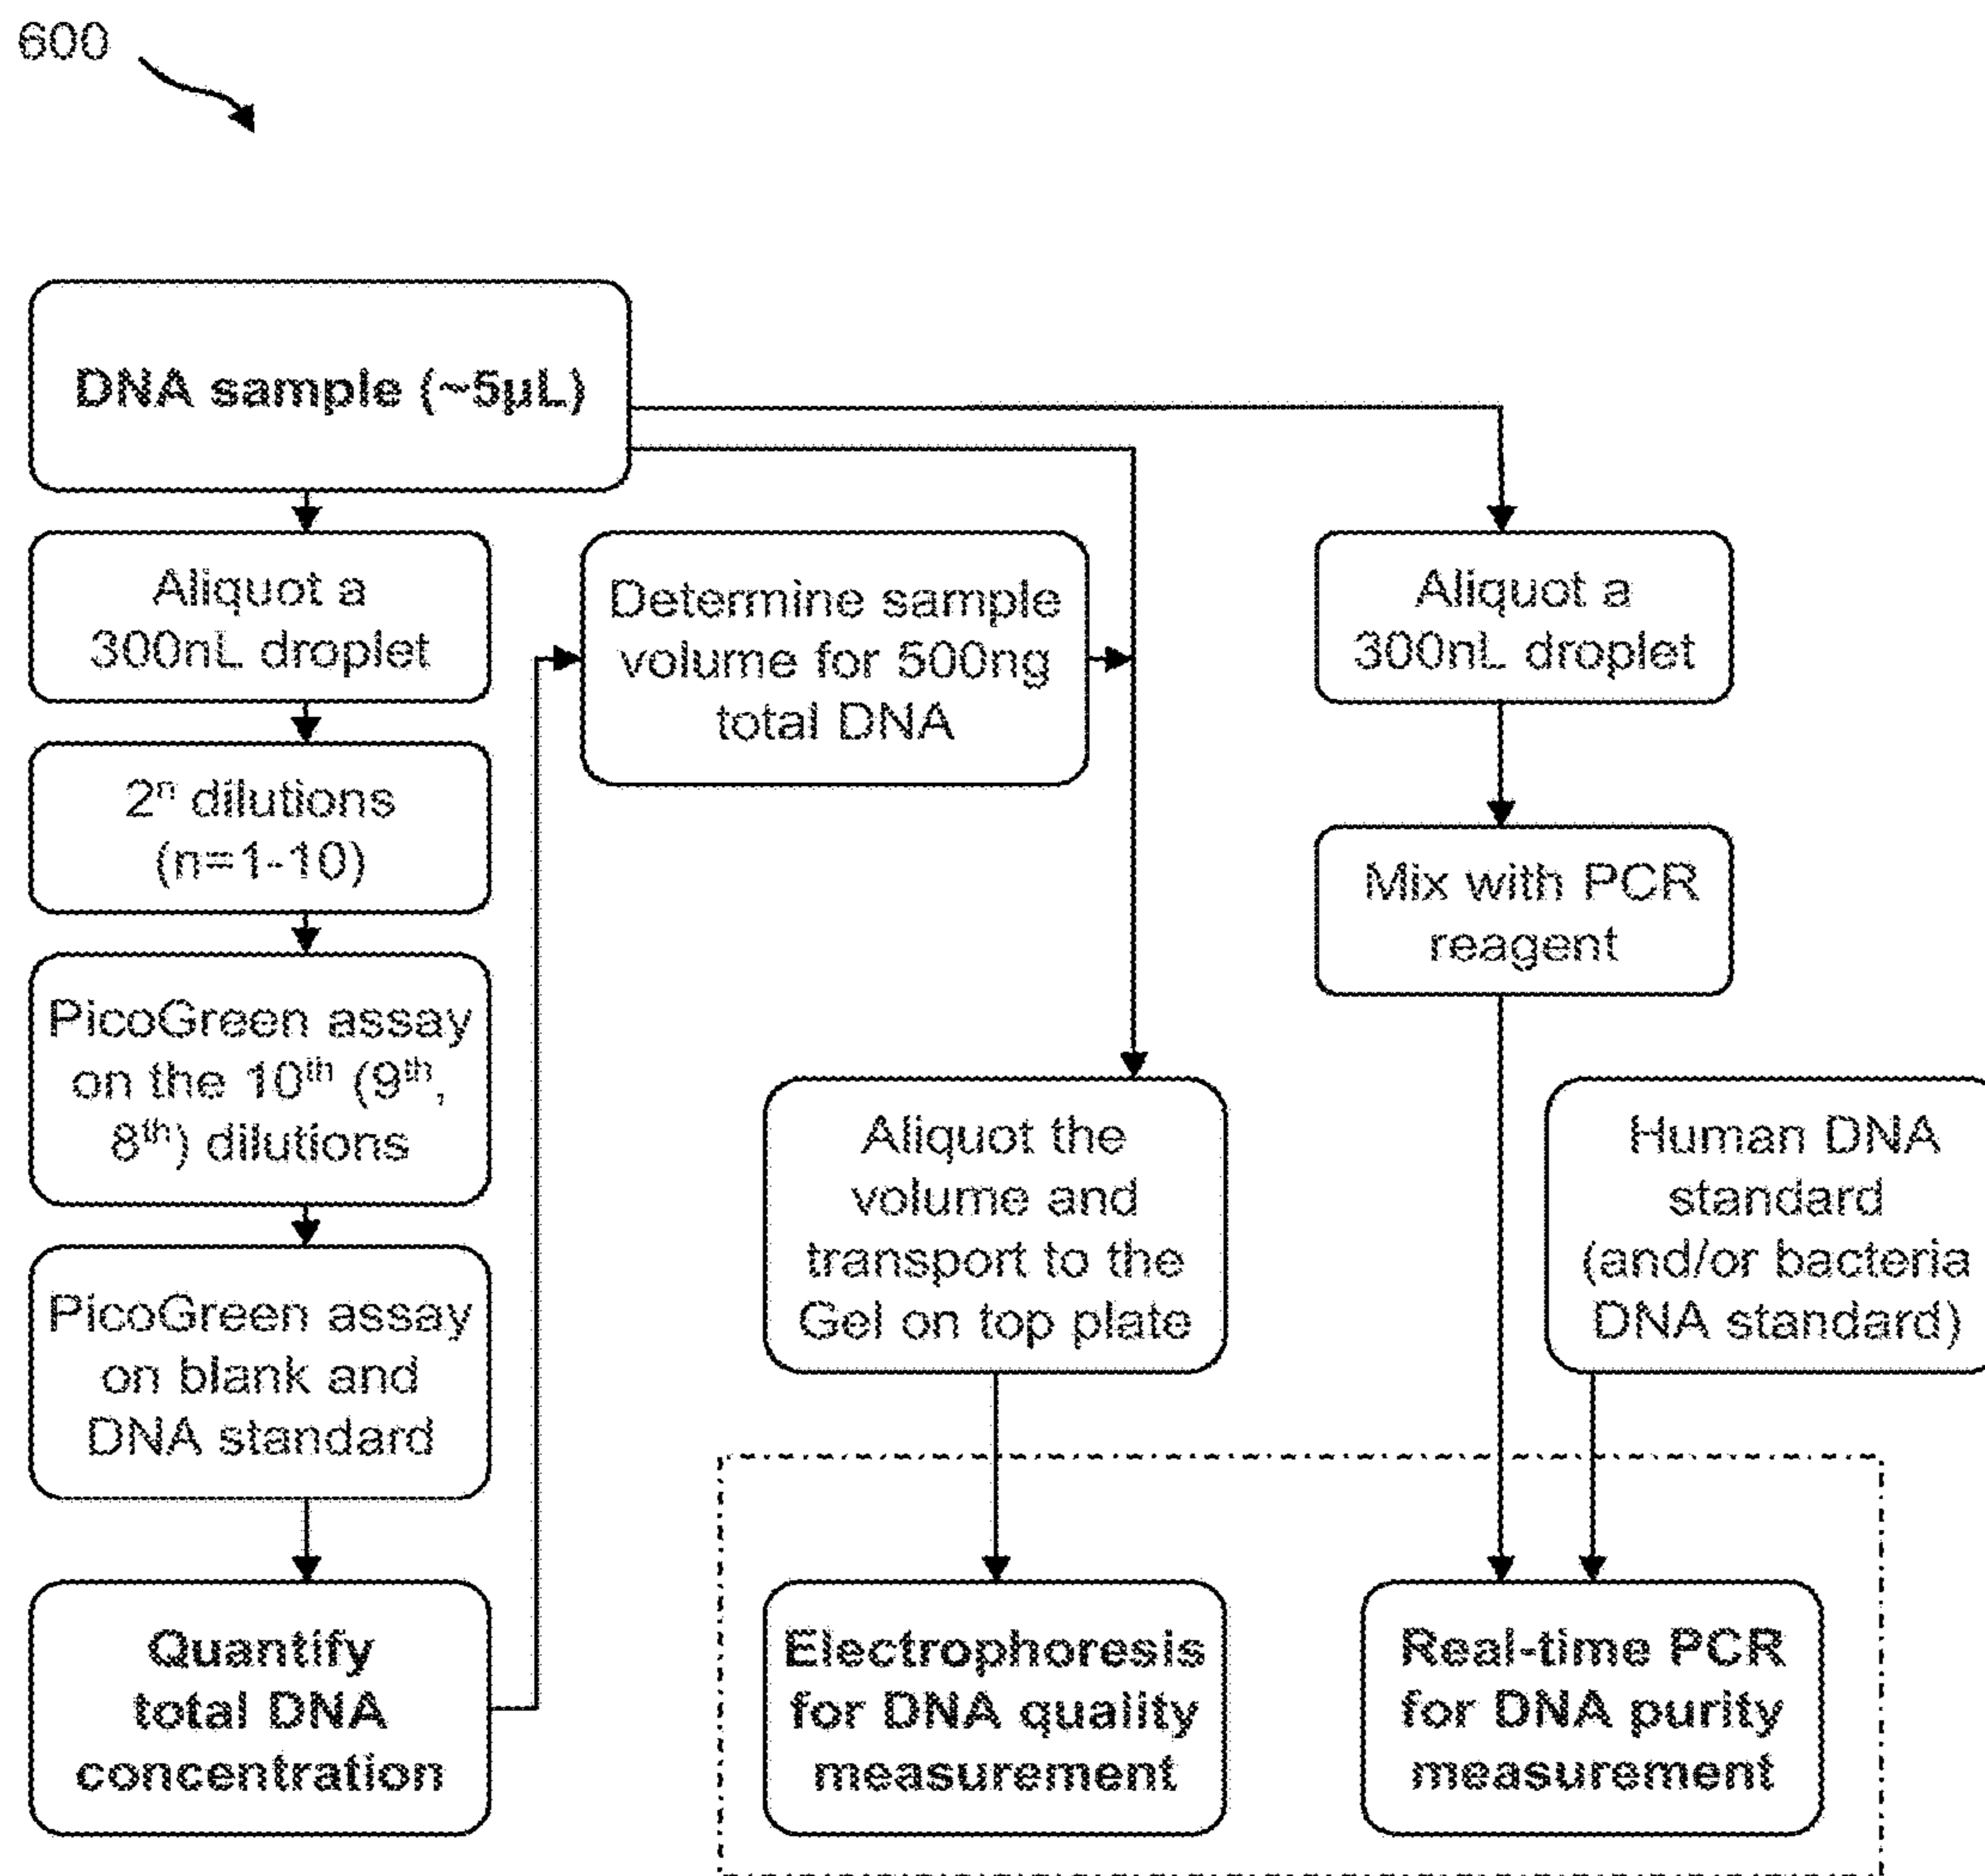 600
DNA sample (~5µL)
Aliquot a
300nL droplet
2ⁿ dilutions
(n=1-10)
PicoGreen assay
on the 10ᵗʰ (9ᵗʰ,
8ᵗʰ) dilutions
PicoGreen assay
on blank and
DNA standard
Quantify
total DNA
concentration
Determine sample
volume for 500ng
total DNA
Aliquot the
volume and
transport to the
Gel on top plate
Electrophoresis
for DNA quality
measurement
Aliquot a
300nL droplet
Mix with PCR
reagent
Human DNA
standard
(and/or bacteria
DNA standard)
Real-time PCR
for DNA purity
measurement